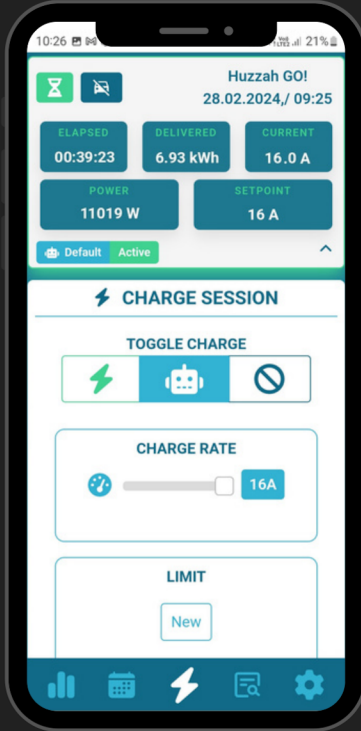 10:26 21%
Huzzah GO!
28.02.2024,/ 09:25
ELAPSED DELIVERED CURRENT
00:39:23 6.93 kWh 16.0 A
POWER SETPOINT
11019 W 16 A
Default Active
CHARGE SESSION
TOGGLE CHARGE
CHARGE RATE
16A
LIMIT
New